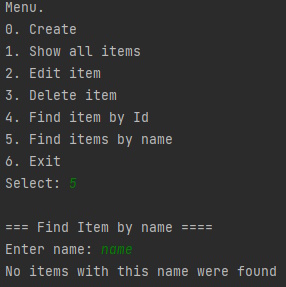 Menu.
0. Create
1. Show all items
2. Edit item
3. Delete item
4. Find item by Id
5. Find items by name
6. Exit
Select: 5
=== Find Item by name ====
Enter name: name
No items with this name were found